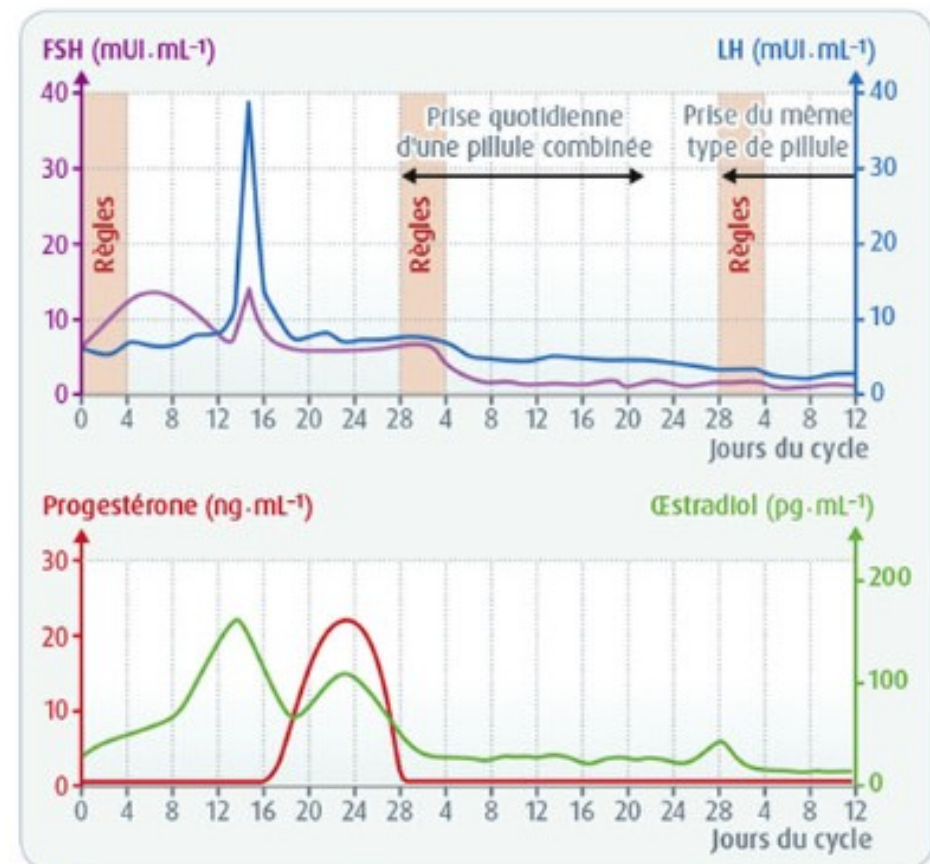 FSH (mUI.mL⁻¹)
LH (mUI.mL⁻¹)
40
40
Prise quotidienne
d'une pillule combinée
Prise du même
type de pillule
30
30
Règles
Règles
Règles
20
20
10
10
0
0
0 4 8 12 16 20 24 28 4 8 12 16 20 24 28 4 8 12
Jours du cycle
Progestérone (ng.mL⁻¹)
Œstradiol (pg.mL⁻¹)
30
200
20
100
10
0
0
0 4 8 12 16 20 24 28 4 8 12 16 20 24 28 4 8 12
Jours du cycle